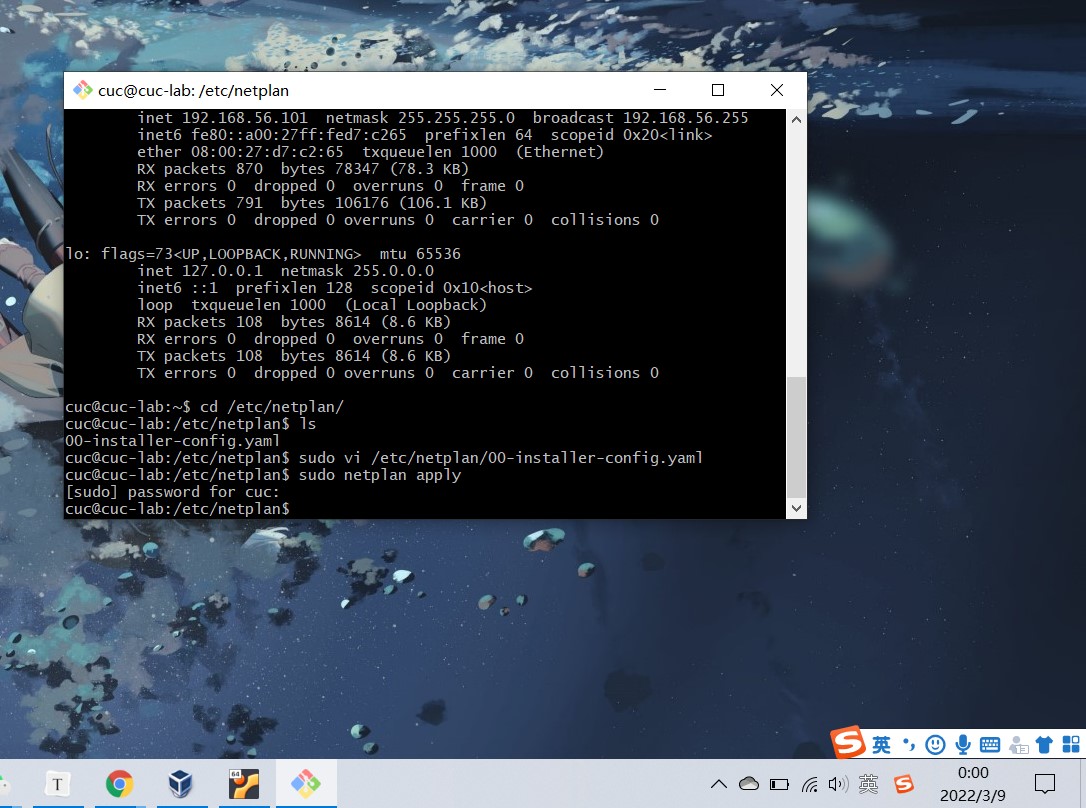 cuc@cuc-lab: /etc/netplan
inet 192.168.56.101  netmask 255.255.255.0  broadcast 192.168.56.255
inet6 fe80::a00:27ff:fed7:c265  prefixlen 64  scopeid 0x20<link>
ether 08:00:27:d7:c2:65  txqueuelen 1000  (Ethernet)
RX packets 870  bytes 78347 (78.3 KB)
RX errors 0  dropped 0  overruns 0  frame 0
TX packets 791  bytes 106176 (106.1 KB)
TX errors 0  dropped 0 overruns 0  carrier 0  collisions 0
lo: flags=73<UP,LOOPBACK,RUNNING>  mtu 65536
inet 127.0.0.1  netmask 255.0.0.0
inet6 ::1  prefixlen 128  scopeid 0x10<host>
loop  txqueuelen 1000  (Local Loopback)
RX packets 108  bytes 8614 (8.6 KB)
RX errors 0  dropped 0  overruns 0  frame 0
TX packets 108  bytes 8614 (8.6 KB)
TX errors 0  dropped 0 overruns 0  carrier 0  collisions 0
cuc@cuc-lab:~$ cd /etc/netplan/
cuc@cuc-lab:/etc/netplan$ ls
00-installer-config.yaml
cuc@cuc-lab:/etc/netplan$ sudo vi /etc/netplan/00-installer-config.yaml
cuc@cuc-lab:/etc/netplan$ sudo netplan apply
[sudo] password for cuc:
cuc@cuc-lab:/etc/netplan$
S 英
T
64
英 S
0:00
2022/3/9